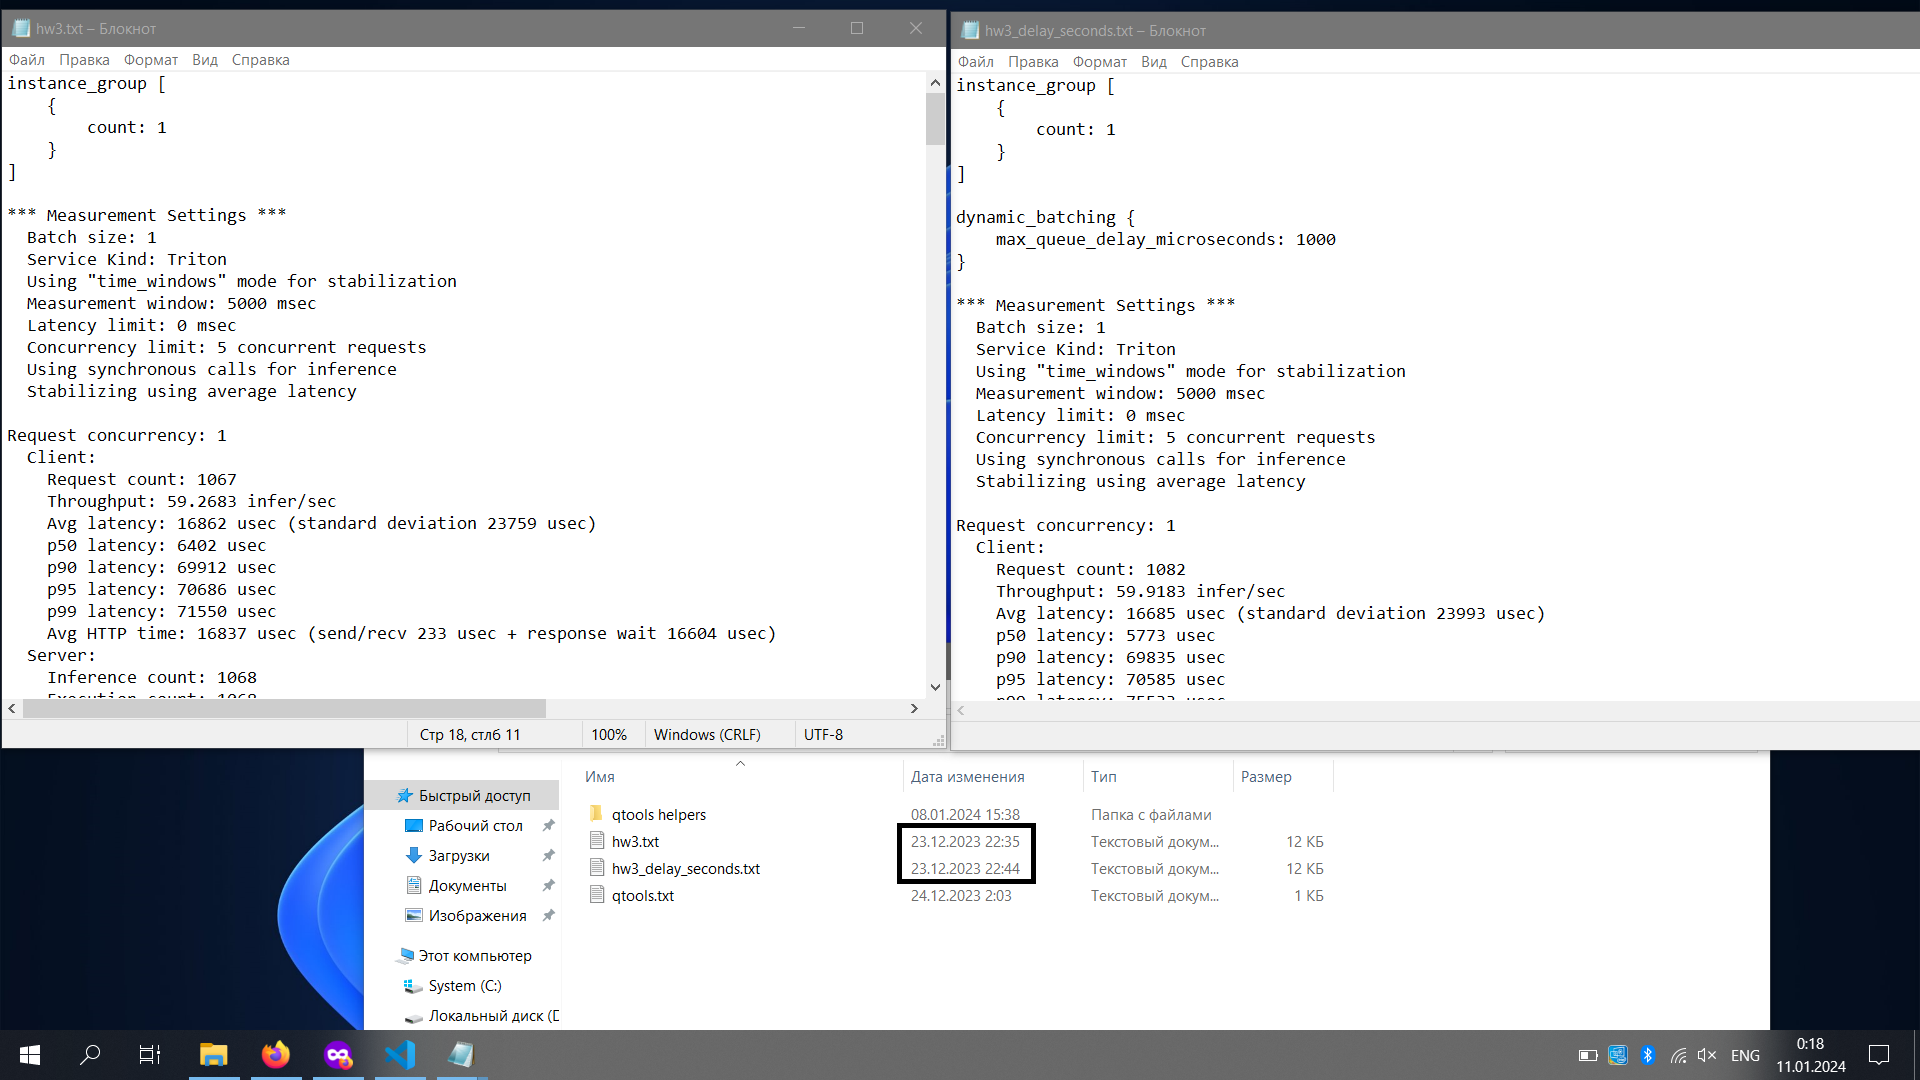 hw3.txt – Блокнот
Файл Правка Формат Вид Справка
instance_group [
    {
        count: 1
    }
]
*** Measurement Settings ***
  Batch size: 1
  Service Kind: Triton
  Using "time_windows" mode for stabilization
  Measurement window: 5000 msec
  Latency limit: 0 msec
  Concurrency limit: 5 concurrent requests
  Using synchronous calls for inference
  Stabilizing using average latency
Request concurrency: 1
  Client:
    Request count: 1067
    Throughput: 59.2683 infer/sec
    Avg latency: 16862 usec (standard deviation 23759 usec)
    p50 latency: 6402 usec
    p90 latency: 69912 usec
    p95 latency: 70686 usec
    p99 latency: 71550 usec
    Avg HTTP time: 16837 usec (send/recv 233 usec + response wait 16604 usec)
  Server:
    Inference count: 1068
    Execution count: 1068
Стр 18, стлб 11 100% Windows (CRLF) UTF-8
hw3_delay_seconds.txt – Блокнот
Файл Правка Формат Вид Справка
instance_group [
    {
        count: 1
    }
]
dynamic_batching {
    max_queue_delay_microseconds: 1000
}
*** Measurement Settings ***
  Batch size: 1
  Service Kind: Triton
  Using "time_windows" mode for stabilization
  Measurement window: 5000 msec
  Latency limit: 0 msec
  Concurrency limit: 5 concurrent requests
  Using synchronous calls for inference
  Stabilizing using average latency
Request concurrency: 1
  Client:
    Request count: 1082
    Throughput: 59.9183 infer/sec
    Avg latency: 16685 usec (standard deviation 23993 usec)
    p50 latency: 5773 usec
    p90 latency: 69835 usec
    p95 latency: 70585 usec
    p99 latency: 75533 usec
Быстрый доступ
Рабочий стол
Загрузки
Документы
Изображения
Этот компьютер
System (C:)
Локальный диск (D
Имя Дата изменения Тип Размер
qtools helpers 08.01.2024 15:38 Папка с файлами
hw3.txt 23.12.2023 22:35 Текстовый докум... 12 КБ
hw3_delay_seconds.txt 23.12.2023 22:44 Текстовый докум... 12 КБ
qtools.txt 24.12.2023 2:03 Текстовый докум... 1 КБ
ENG
0:18
11.01.2024